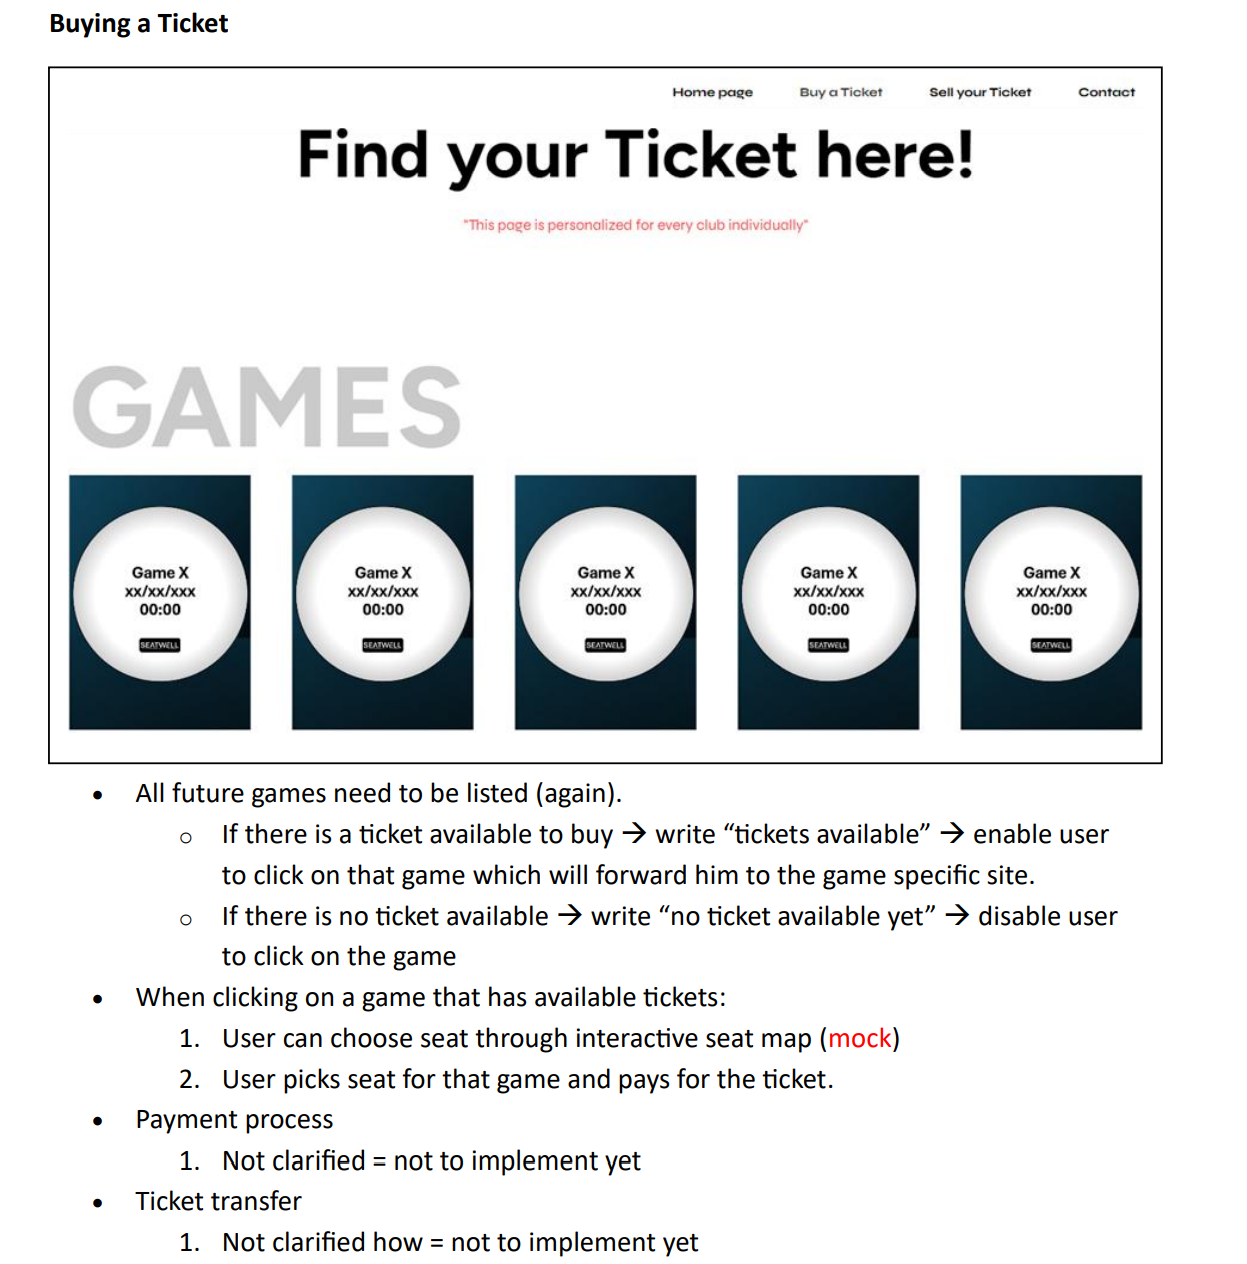 Buying a Ticket
Home page Buy a Ticket Sell your Ticket Contact
Find your Ticket here!
"This page is personalized for every club individually"
GAMES
Game X Game X Game X Game X Game X
xx/xx/xxx xx/xx/xxx xx/xx/xxx xx/xx/xxx xx/xx/xxx
00:00 00:00 00:00 00:00 00:00
SEATWELL SEATWELL SEATWELL SEATWELL SEATWELL
• All future games need to be listed (again).
o If there is a ticket available to buy → write “tickets available” → enable user
to click on that game which will forward him to the game specific site.
o If there is no ticket available → write “no ticket available yet” → disable user
to click on the game
• When clicking on a game that has available tickets:
1. User can choose seat through interactive seat map (mock)
2. User picks seat for that game and pays for the ticket.
• Payment process
1. Not clarified = not to implement yet
• Ticket transfer
1. Not clarified how = not to implement yet